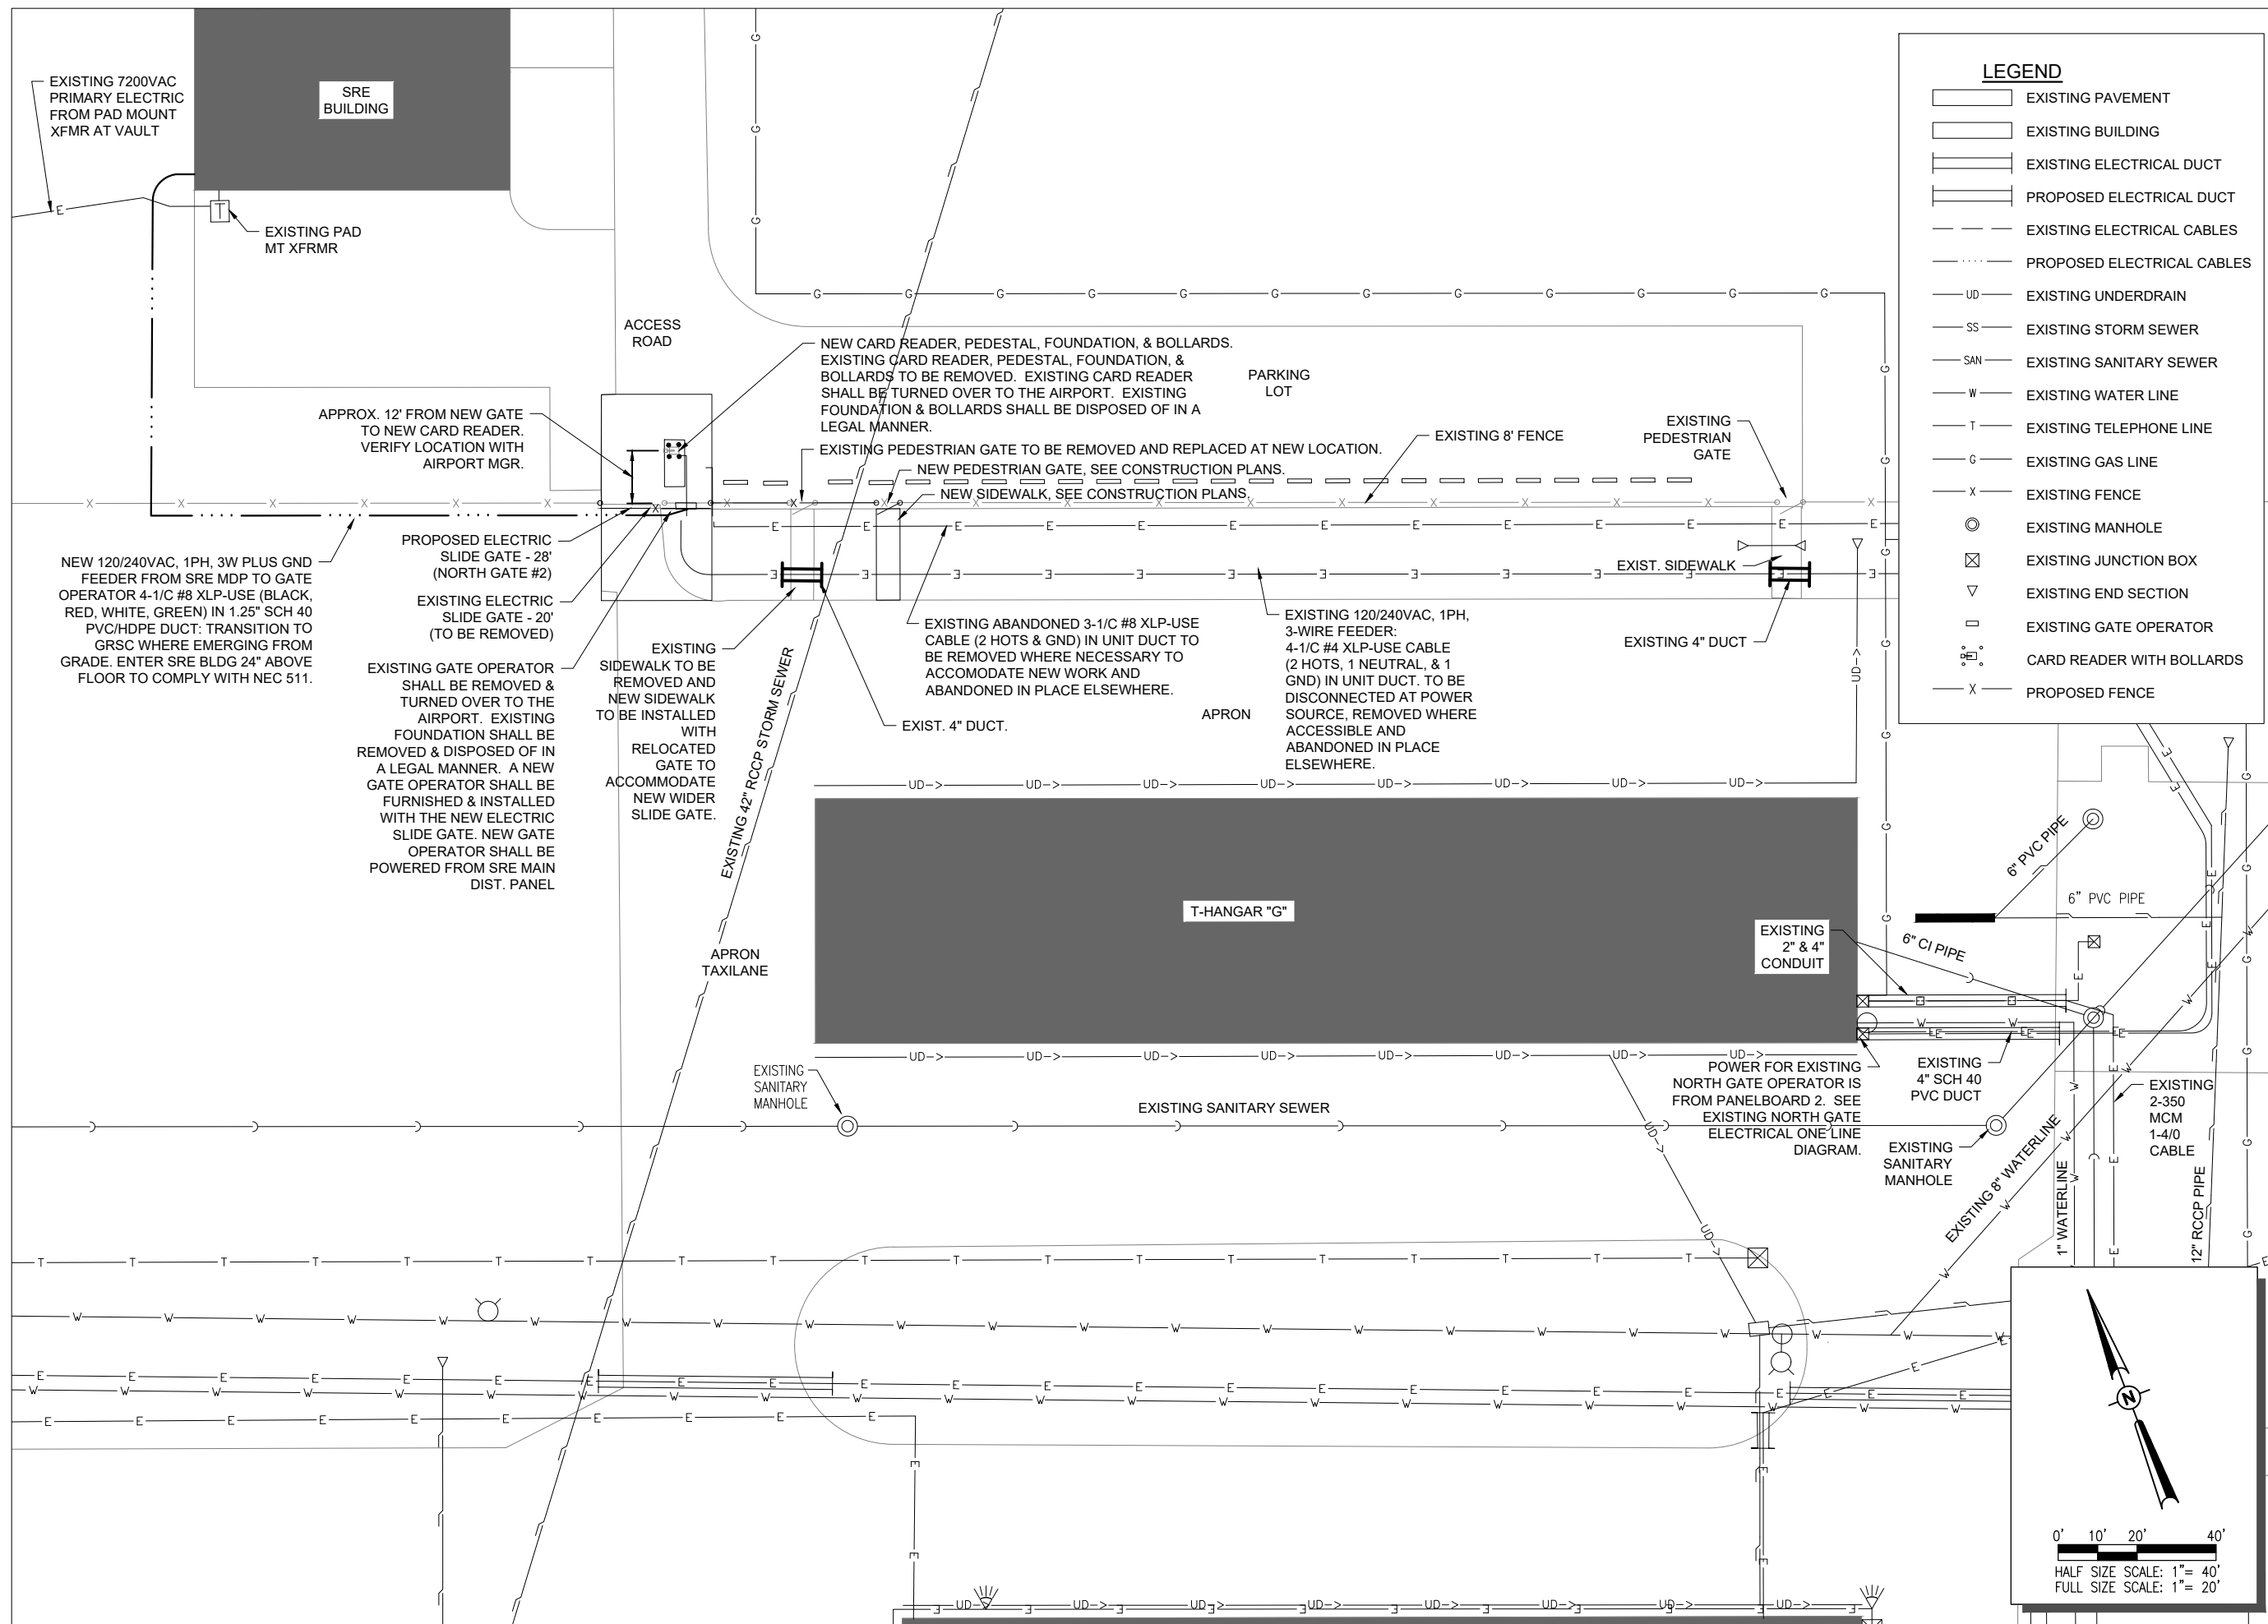 EXISTING 7200VAC
PRIMARY ELECTRIC
FROM PAD MOUNT
XFMR AT VAULT
SRE
BUILDING
EXISTING PAD
MT XFRMR
T
ACCESS
ROAD
APPROX. 12' FROM NEW GATE
TO NEW CARD READER.
VERIFY LOCATION WITH
AIRPORT MGR.
NEW CARD READER, PEDESTAL, FOUNDATION, & BOLLARDS.
EXISTING CARD READER, PEDESTAL, FOUNDATION, &
BOLLARDS TO BE REMOVED. EXISTING CARD READER
SHALL BE TURNED OVER TO THE AIRPORT. EXISTING
FOUNDATION & BOLLARDS SHALL BE DISPOSED OF IN A
LEGAL MANNER.
PARKING
LOT
EXISTING PEDESTRIAN GATE TO BE REMOVED AND REPLACED AT NEW LOCATION.
NEW PEDESTRIAN GATE, SEE CONSTRUCTION PLANS.
NEW SIDEWALK, SEE CONSTRUCTION PLANS.
EXISTING 8' FENCE
EXISTING
PEDESTRIAN
GATE
NEW 120/240VAC, 1PH, 3W PLUS GND
FEEDER FROM SRE MDP TO GATE
OPERATOR 4-1/C #8 XLP-USE (BLACK,
RED, WHITE, GREEN) IN 1.25" SCH 40
PVC/HDPE DUCT: TRANSITION TO
GRSC WHERE EMERGING FROM
GRADE. ENTER SRE BLDG 24" ABOVE
FLOOR TO COMPLY WITH NEC 511.
PROPOSED ELECTRIC
SLIDE GATE - 28'
(NORTH GATE #2)
EXISTING ELECTRIC
SLIDE GATE - 20'
(TO BE REMOVED)
EXISTING GATE OPERATOR
SHALL BE REMOVED &
TURNED OVER TO THE
AIRPORT. EXISTING
FOUNDATION SHALL BE
REMOVED & DISPOSED OF IN
A LEGAL MANNER. A NEW
GATE OPERATOR SHALL BE
FURNISHED & INSTALLED
WITH THE NEW ELECTRIC
SLIDE GATE. NEW GATE
OPERATOR SHALL BE
POWERED FROM SRE MAIN
DIST. PANEL
EXISTING
SIDEWALK TO BE
REMOVED AND
NEW SIDEWALK
TO BE INSTALLED
WITH
RELOCATED
GATE TO
ACCOMMODATE
NEW WIDER
SLIDE GATE.
EXISTING 42" RCCP STORM SEWER
EXISTING ABANDONED 3-1/C #8 XLP-USE
CABLE (2 HOTS & GND) IN UNIT DUCT TO
BE REMOVED WHERE NECESSARY TO
ACCOMODATE NEW WORK AND
ABANDONED IN PLACE ELSEWHERE.
EXIST. 4" DUCT.
APRON
EXISTING 120/240VAC, 1PH,
3-WIRE FEEDER:
4-1/C #4 XLP-USE CABLE
(2 HOTS, 1 NEUTRAL, & 1
GND) IN UNIT DUCT. TO BE
DISCONNECTED AT POWER
SOURCE, REMOVED WHERE
ACCESSIBLE AND
ABANDONED IN PLACE
ELSEWHERE.
EXIST. SIDEWALK
EXISTING 4" DUCT
T-HANGAR "G"
APRON
TAXILANE
EXISTING
2" & 4"
CONDUIT
6" CI PIPE
6" PVC PIPE
6" PVC PIPE
EXISTING
SANITARY
MANHOLE
EXISTING SANITARY SEWER
POWER FOR EXISTING
NORTH GATE OPERATOR IS
FROM PANELBOARD 2. SEE
EXISTING NORTH GATE
ELECTRICAL ONE LINE
DIAGRAM.
EXISTING
4" SCH 40
PVC DUCT
EXISTING
SANITARY
MANHOLE
EXISTING 8" WATERLINE
1" WATERLINE
EXISTING
2-350
MCM
1-4/0
CABLE
12" RCCP PIPE
LEGEND
EXISTING PAVEMENT
EXISTING BUILDING
EXISTING ELECTRICAL DUCT
PROPOSED ELECTRICAL DUCT
EXISTING ELECTRICAL CABLES
PROPOSED ELECTRICAL CABLES
UD EXISTING UNDERDRAIN
SS EXISTING STORM SEWER
SAN EXISTING SANITARY SEWER
W EXISTING WATER LINE
T EXISTING TELEPHONE LINE
G EXISTING GAS LINE
X EXISTING FENCE
EXISTING MANHOLE
EXISTING JUNCTION BOX
EXISTING END SECTION
EXISTING GATE OPERATOR
CARD READER WITH BOLLARDS
X PROPOSED FENCE
N
0' 10' 20' 40'
HALF SIZE SCALE: 1"= 40'
FULL SIZE SCALE: 1"= 20'